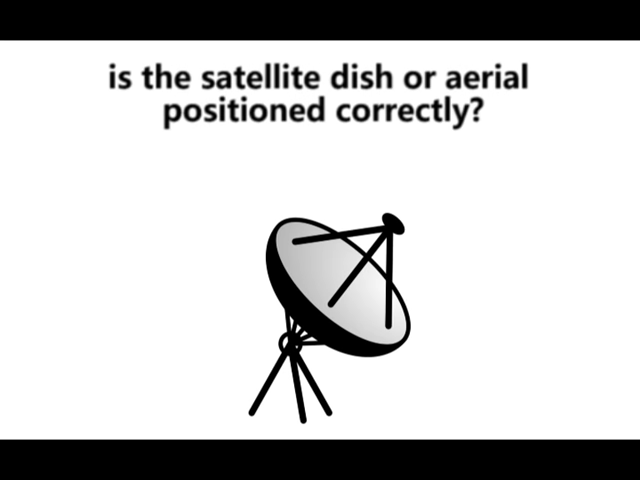 is the satellite dish or aerial
positioned correctly?